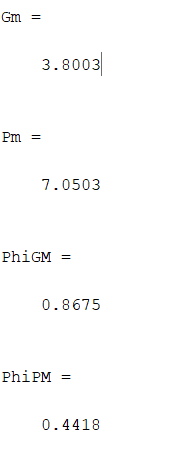 Gm =
3.8003
Pm =
7.0503
PhiGM =
0.8675
PhiPM =
0.4418